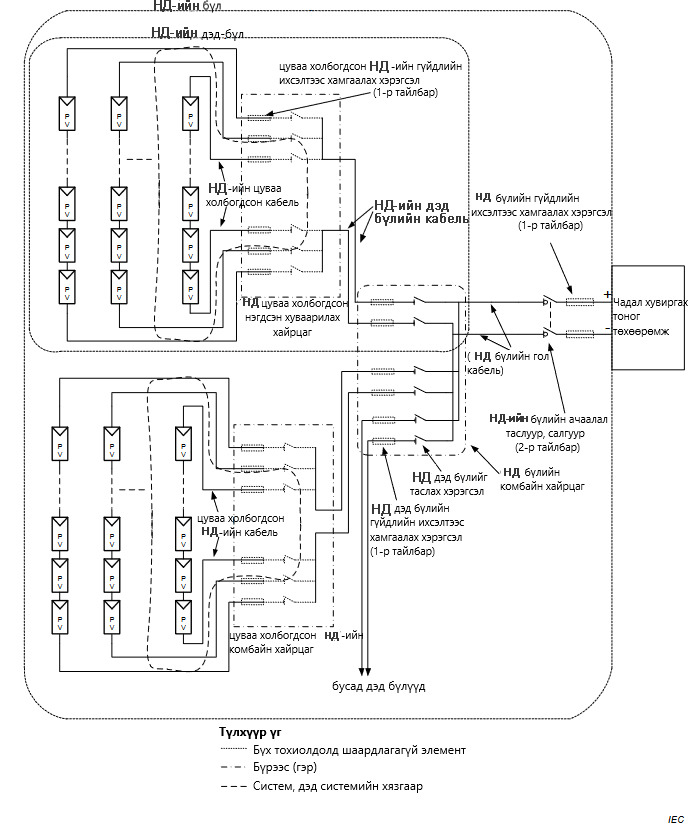 НД-ийн бүл
НД-ийн дэд-бүл
цуваа холбогдсон НД -ийн гүйдлийн
ихсэлтээс хамгаалах хэрэгсэл
(1-р тайлбар)
P V
P V
P V
P V
P V
P V
P V
P V
P V
P V
P V
P V
НД-ийн цуваа
холбогдсон кабель
НД-ийн дэд
бүлийн кабель
НД бүлийн гүйдлийн
ихсэлтээс хамгаалах хэрэгсэл
(1-р тайлбар)
НД цуваа холбогдсон
нэгдсэн хуваарилах
хайрцаг
+
-
Чадал хувиргах
тоног
төхөөрөмж
( НД бүлийн гол
кабель)
НД-ийн бүлийн ачаалал
таслуур, салгуур
(2-р тайлбар)
НД бүлийн
комбайн хайрцаг
НД дэд бүлийг
таслах хэрэгсэл
НД дэд бүлийн
гүйдлийн ихсэлтээс
хамгаалах хэрэгсэл
(1-р тайлбар)
P V
P V
P V
P V
P V
P V
P V
P V
P V
P V
P V
P V
цуваа холбогдсон
НД-ийн кабель
цуваа холбогдсон НД -ийн
комбайн хайрцаг
бусад дэд бүлүүд
Түлхүүр үг
Бүх тохиолдолд шаардлагагүй элемент
Бүрээс (гэр)
Систем, дэд системийн хязгаар
IEC